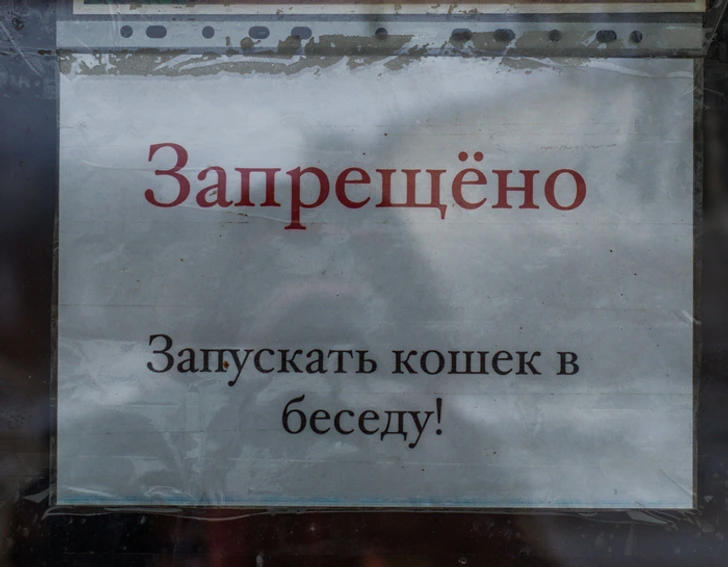 Запрещёно
Запускать кошек в
беседу!